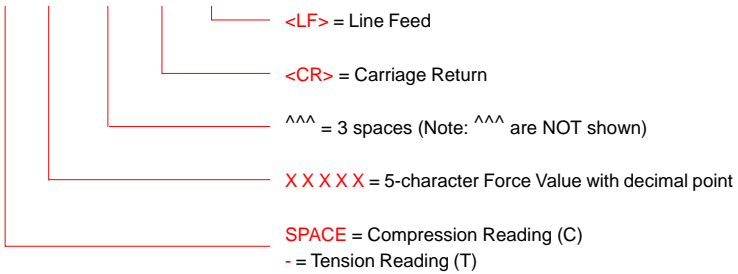 <LF> = Line Feed
<CR> = Carriage Return
^^^ = 3 spaces (Note: ^^^ are NOT shown)
X X X X X = 5-character Force Value with decimal point
SPACE = Compression Reading (C)
- = Tension Reading (T)